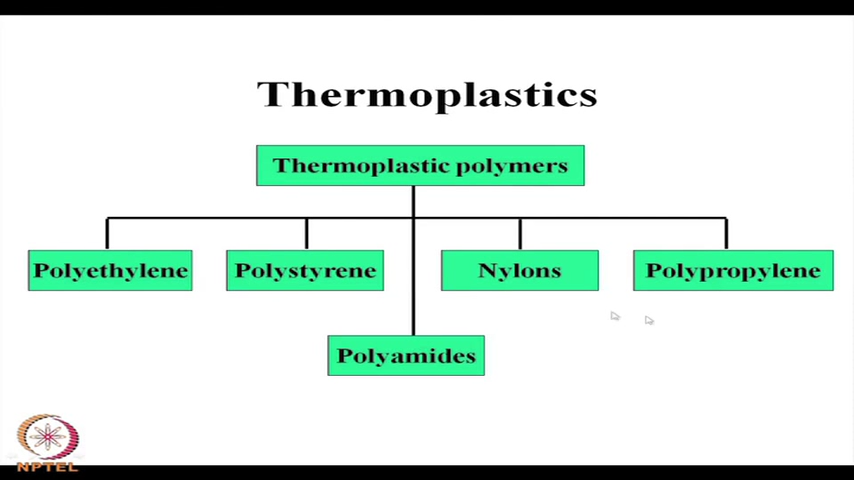 Thermoplastics
Thermoplastic polymers
Polyethylene
Polystyrene
Nylons
Polypropylene
Polyamides
NPTEL